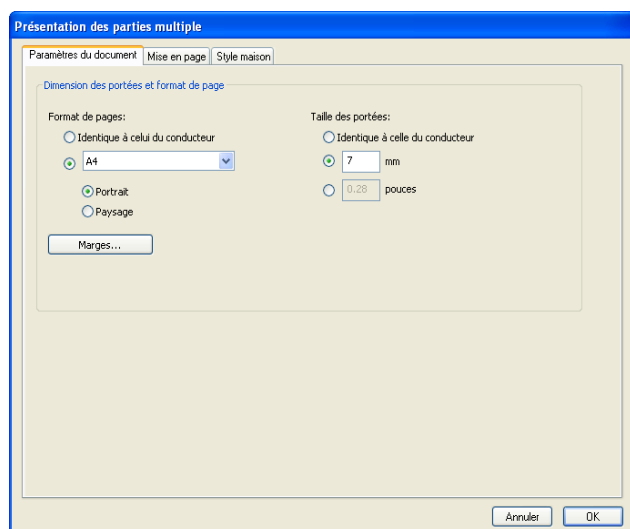 Présentation des parties multiple
Paramètres du document Mise en page Style maison
Dimension des portées et format de page
Format de pages: Taille des portées:
Identique à celui du conducteur Identique à celle du conducteur
A4 7 mm
Portrait 0.28 pouces
Paysage
Marges...
Annuler OK